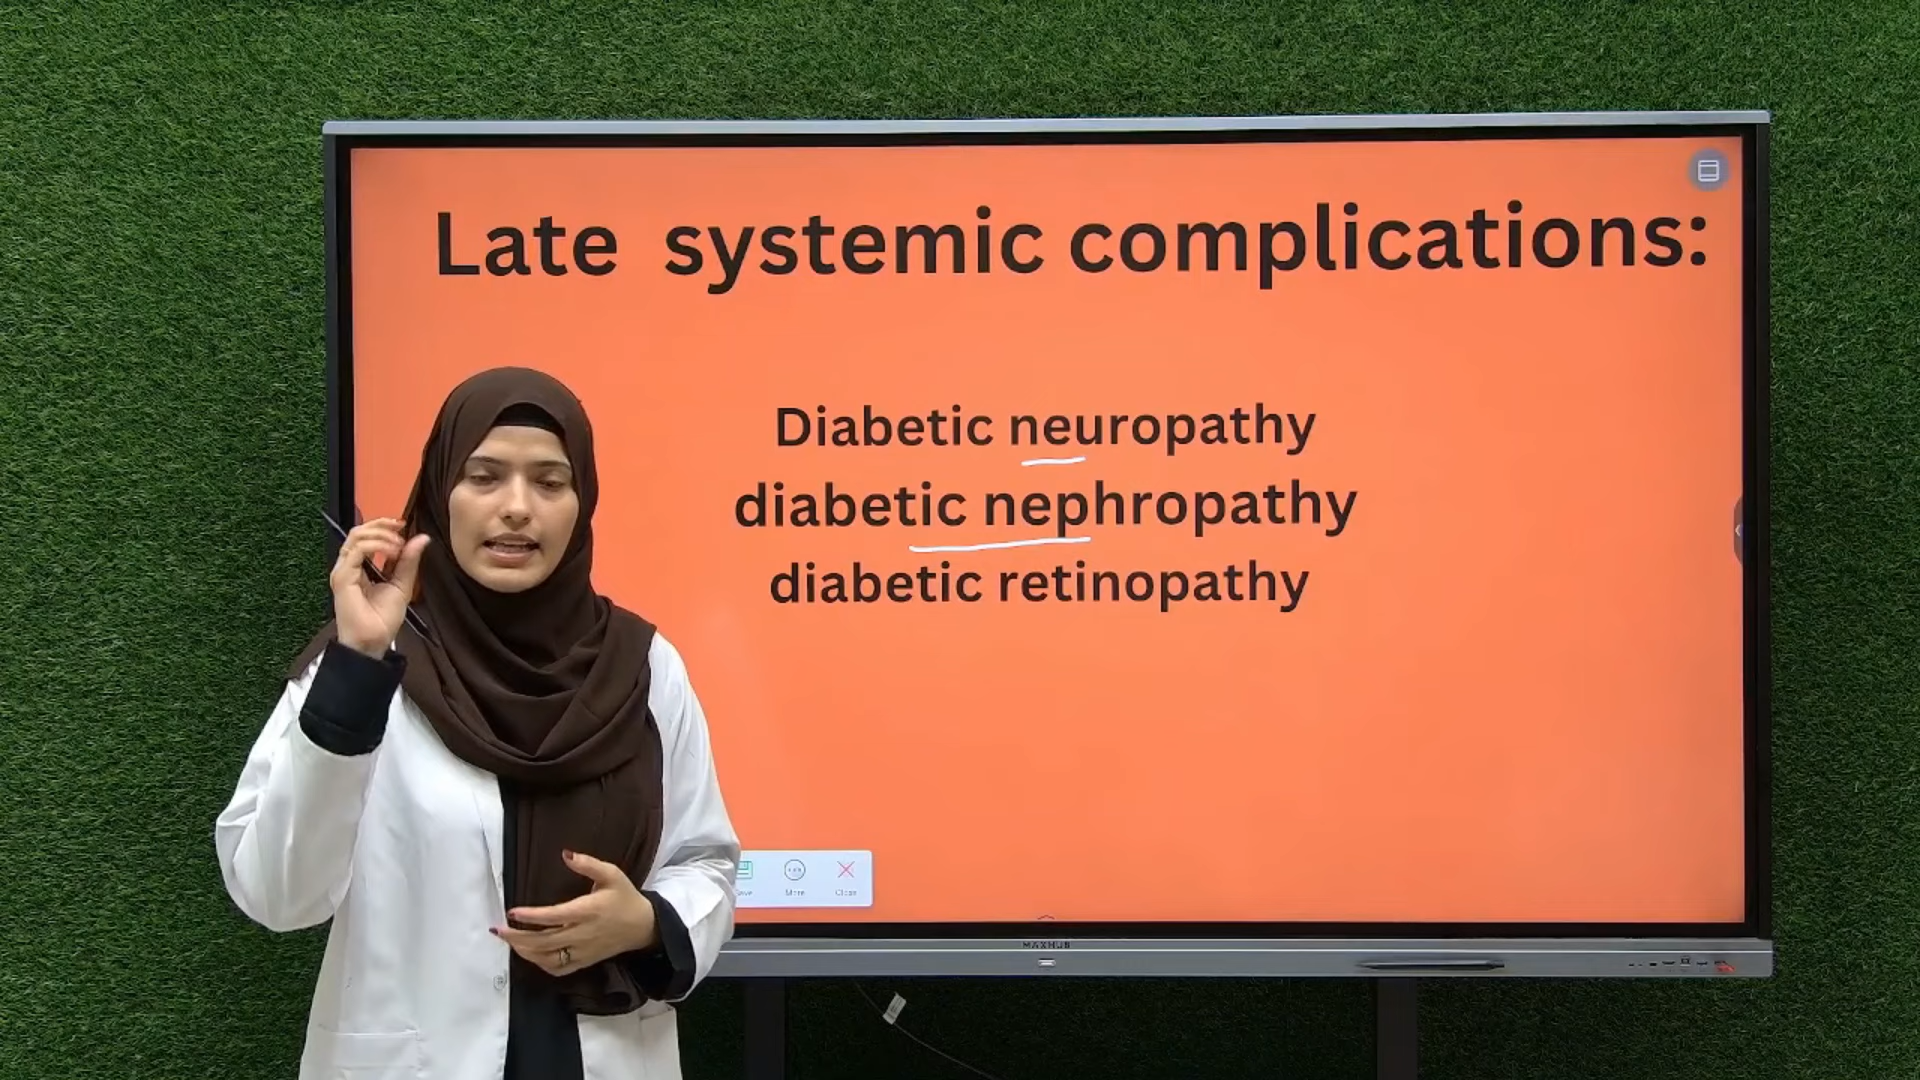 Late systemic complications:
Diabetic neuropathy
diabetic nephropathy
diabetic retinopathy
More
Close
MAXHUB